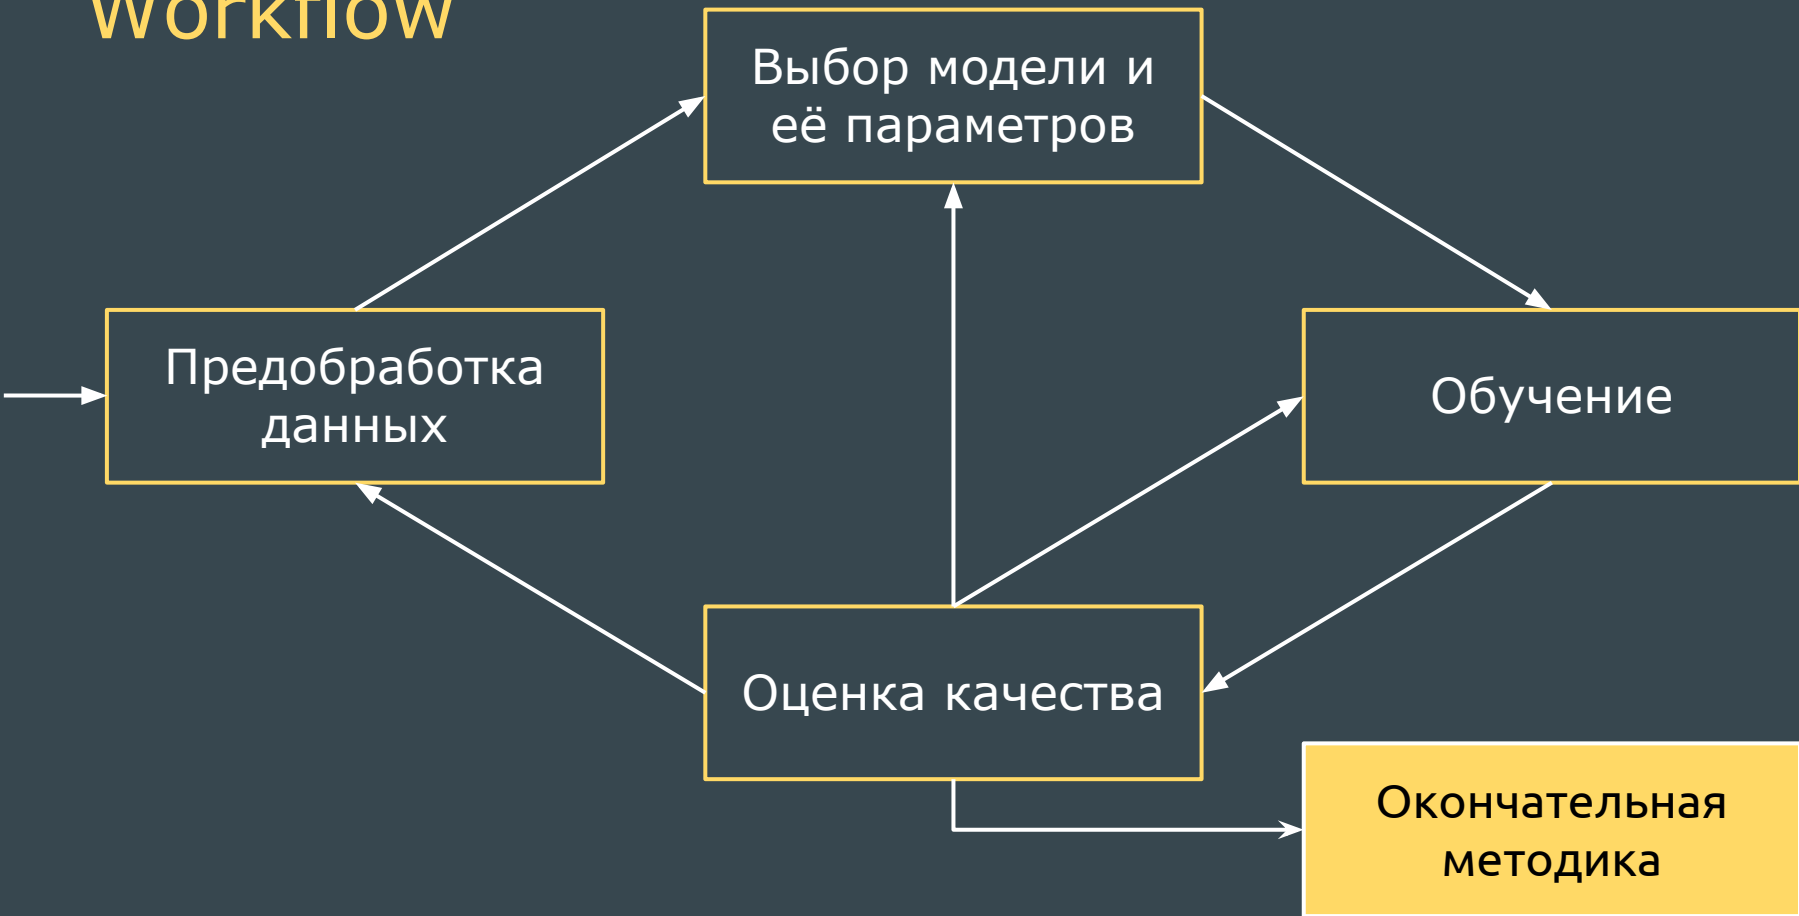 Workflow
Выбор модели и
её параметров
Предобработка
данных
Обучение
Оценка качества
Окончательная
методика